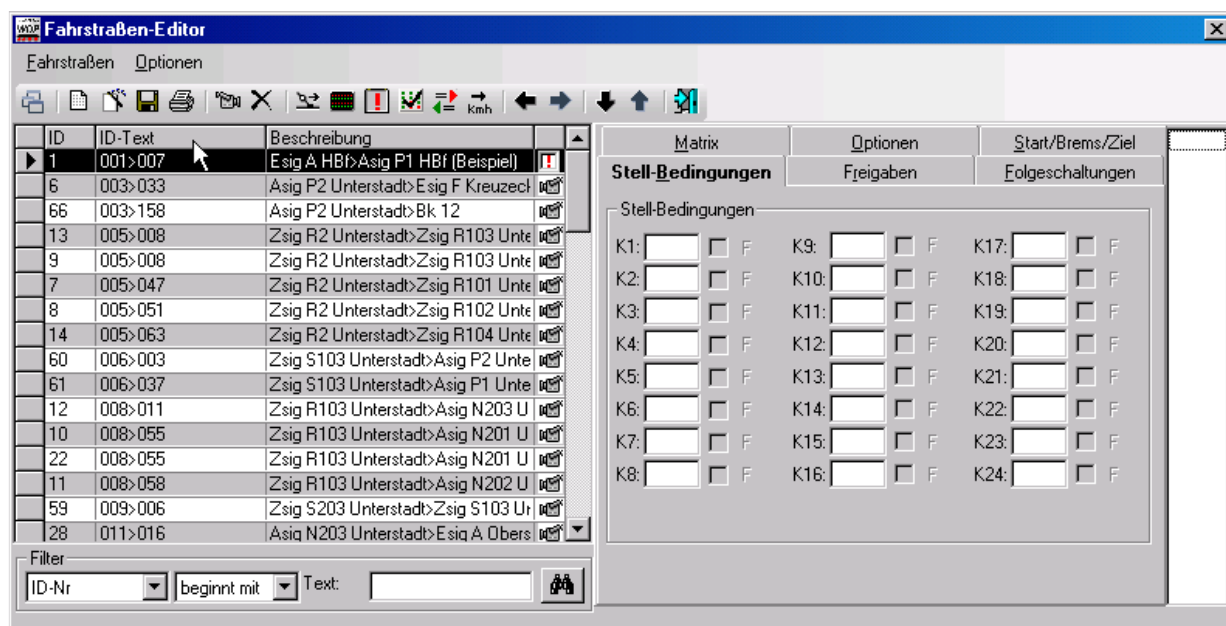 WDP Fahrstraßen-Editor
Fahrstraßen Optionen
Kmh
ID ID-Text Beschreibung
1 001>007 Esig A HBf>Asig P1 HBf (Beispiel)
6 003>033 Asig P2 Unterstadt>Esig F Kreuzeck
66 003>158 Asig P2 Unterstadt>Bk 12
13 005>008 Zsig R2 Unterstadt>Zsig R103 Unte
9 005>008 Zsig R2 Unterstadt>Zsig R103 Unte
7 005>047 Zsig R2 Unterstadt>Zsig R101 Unte
8 005>051 Zsig R2 Unterstadt>Zsig R102 Unte
14 005>063 Zsig R2 Unterstadt>Zsig R104 Unte
60 006>003 Zsig S103 Unterstadt>Asig P2 Unte
61 006>037 Zsig S103 Unterstadt>Asig P1 Unte
12 008>011 Zsig R103 Unterstadt>Asig N203 U
10 008>055 Zsig R103 Unterstadt>Asig N201 U
22 008>055 Zsig R103 Unterstadt>Asig N201 U
11 008>058 Zsig R103 Unterstadt>Asig N202 U
59 009>006 Zsig S203 Unterstadt>Zsig S103 Ur
28 011>016 Asig N203 Unterstadt>Esig A Obers
Filter
ID-Nr beginnt mit Text:
Matrix Optionen Start/Brems/Ziel
Stell-Bedingungen Freigaben Folgeschaltungen
Stell-Bedingungen
K1: F K9: F K17: F
K2: F K10: F K18: F
K3: F K11: F K19: F
K4: F K12: F K20: F
K5: F K13: F K21: F
K6: F K14: F K22: F
K7: F K15: F K23: F
K8: F K16: F K24: F